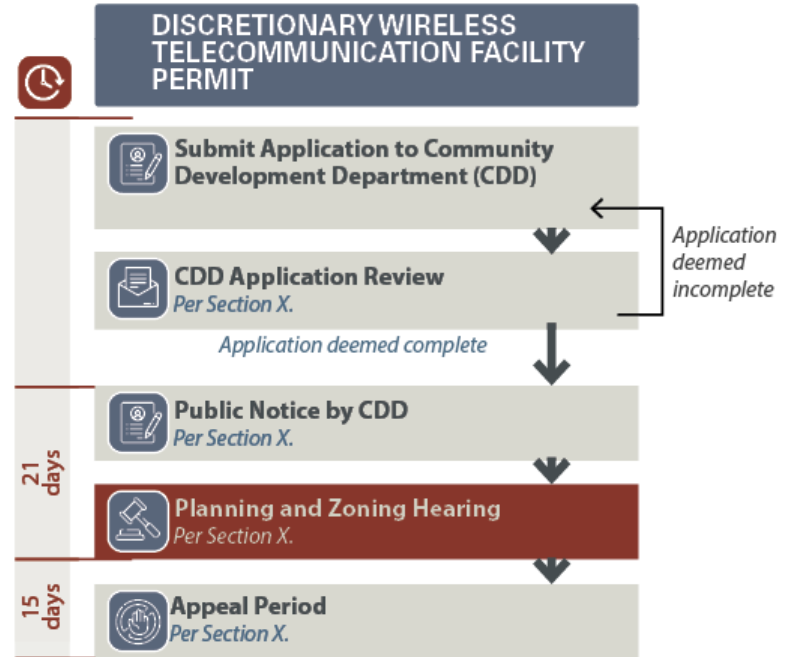 DISCRETIONARY WIRELESS
TELECOMMUNICATION FACILITY
PERMIT
Submit Application to Community
Development Department (CDD)
Application
deemed
incomplete
CDD Application Review
Per Section X.
Application deemed complete
21
days
Public Notice by CDD
Per Section X.
Planning and Zoning Hearing
Per Section X.
15
days
Appeal Period
Per Section X.